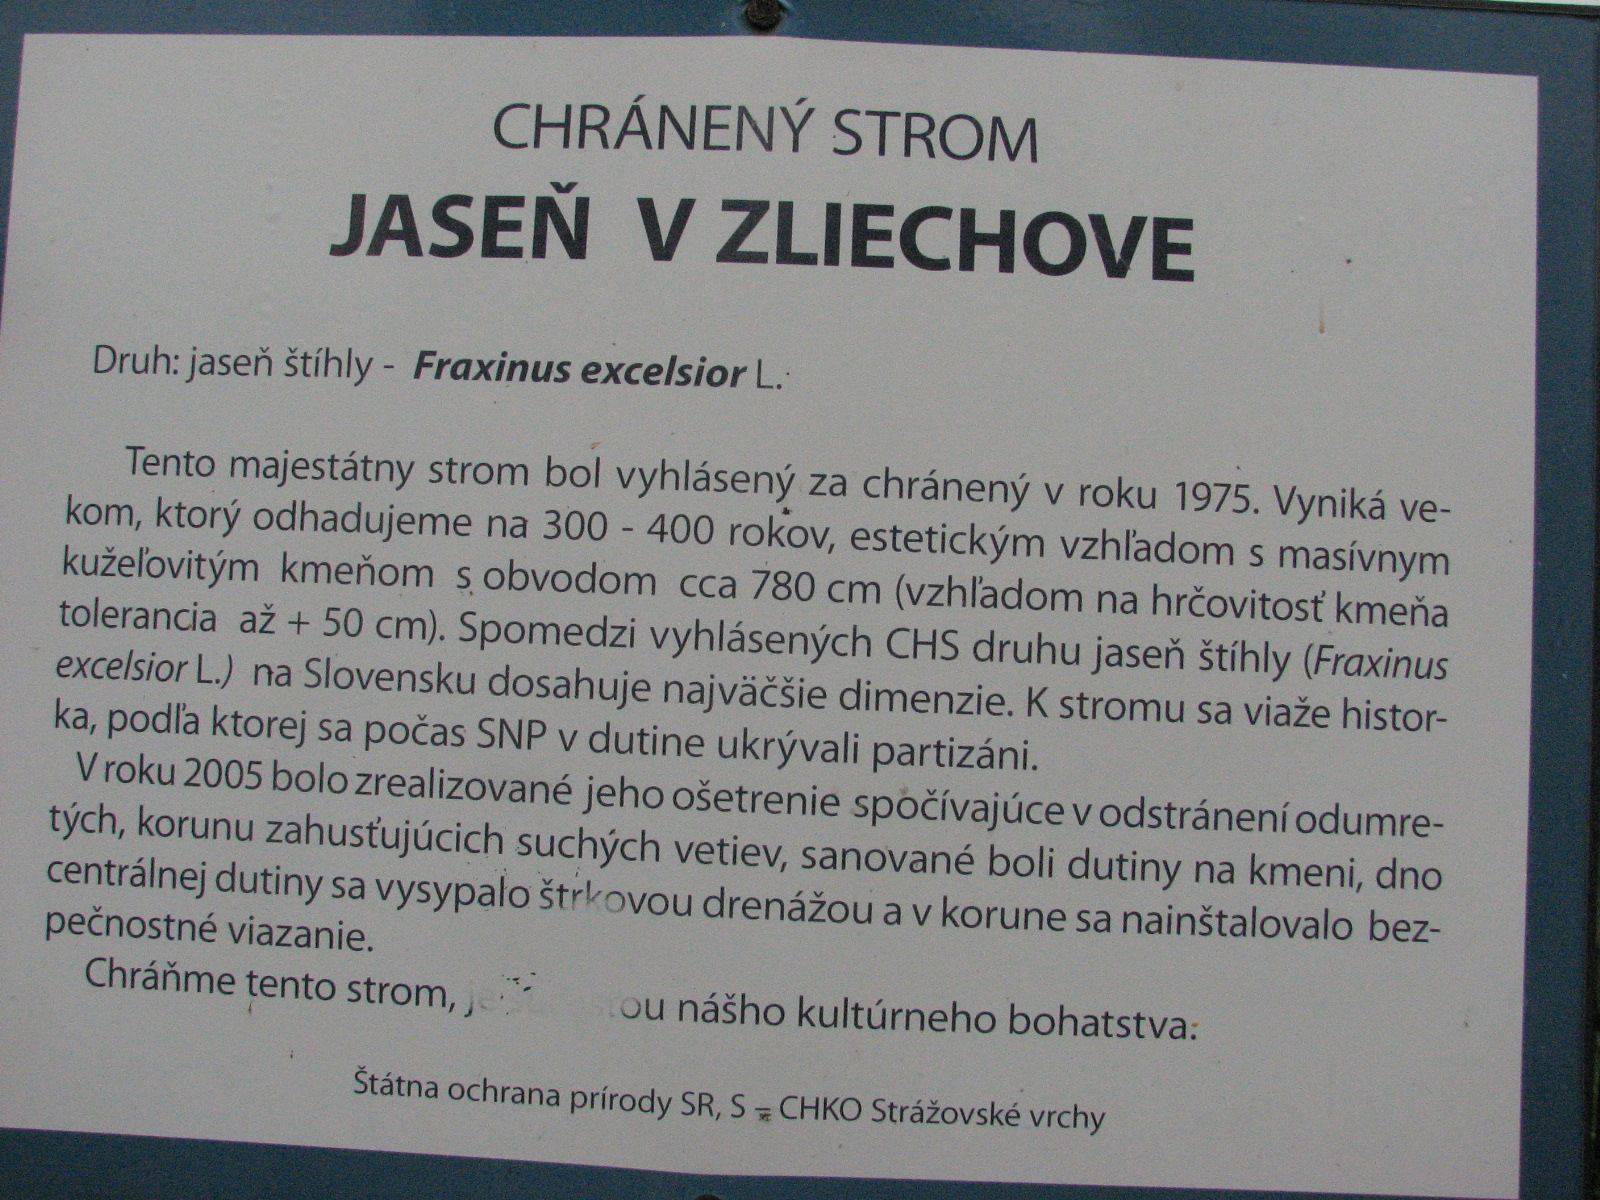 CHRÁNENÝ STROM
JASEŇ V ZLIECHOVE
Druh: jaseň štíhly - Fraxinus excelsior L.
Tento majestátny strom bol vyhlásený za chránený v roku 1975. Vyniká ve-
kom, ktorý odhadujeme na 300 - 400 rokov, estetickým vzhľadom s masívnym
kužeľovitým kmeňom s obvodom cca 780 cm (vzhľadom na hrčovitosť kmeňa
tolerancia až + 50 cm). Spomedzi vyhlásených CHS druhu jaseň štíhly (Fraxinus
excelsior L.) na Slovensku dosahuje najväčšie dimenzie. K stromu sa viaže histor-
ka, podľa ktorej sa počas SNP v dutine ukrývali partizáni.
V roku 2005 bolo zrealizované jeho ošetrenie spočívajúce v odstránení odumre-
tých, korunu zahusťujúcich suchých vetiev, sanované boli dutiny na kmeni, dno
centrálnej dutiny sa vysypalo štrkovou drenážou a v korune sa nainštalovalo bez-
pečnostné viazanie.
Chráňme tento strom, nášho kultúrneho bohatstva.
Štátna ochrana prírody SR, S - CHKO Strážovské vrchy